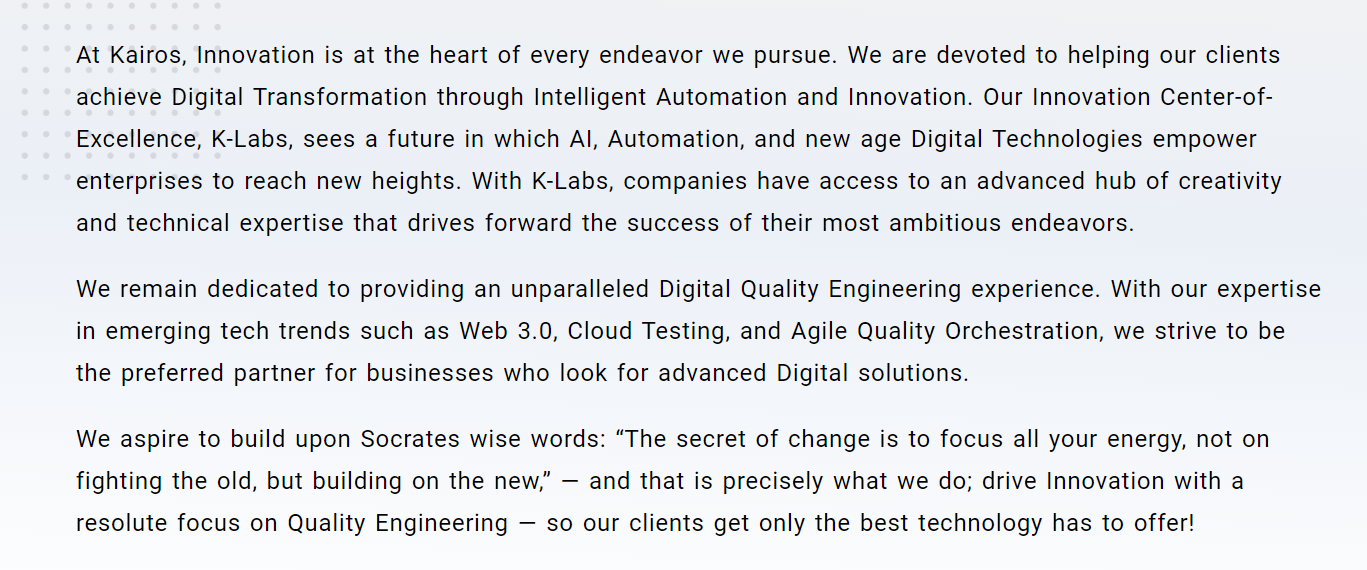 At Kairos, Innovation is at the heart of every endeavor we pursue. We are devoted to helping our clients
achieve Digital Transformation through Intelligent Automation and Innovation. Our Innovation Center-of-
Excellence, K-Labs, sees a future in which AI, Automation, and new age Digital Technologies empower
enterprises to reach new heights. With K-Labs, companies have access to an advanced hub of creativity
and technical expertise that drives forward the success of their most ambitious endeavors.
We remain dedicated to providing an unparalleled Digital Quality Engineering experience. With our expertise
in emerging tech trends such as Web 3.0, Cloud Testing, and Agile Quality Orchestration, we strive to be
the preferred partner for businesses who look for advanced Digital solutions.
We aspire to build upon Socrates wise words: “The secret of change is to focus all your energy, not on
fighting the old, but building on the new,” — and that is precisely what we do; drive Innovation with a
resolute focus on Quality Engineering — so our clients get only the best technology has to offer!